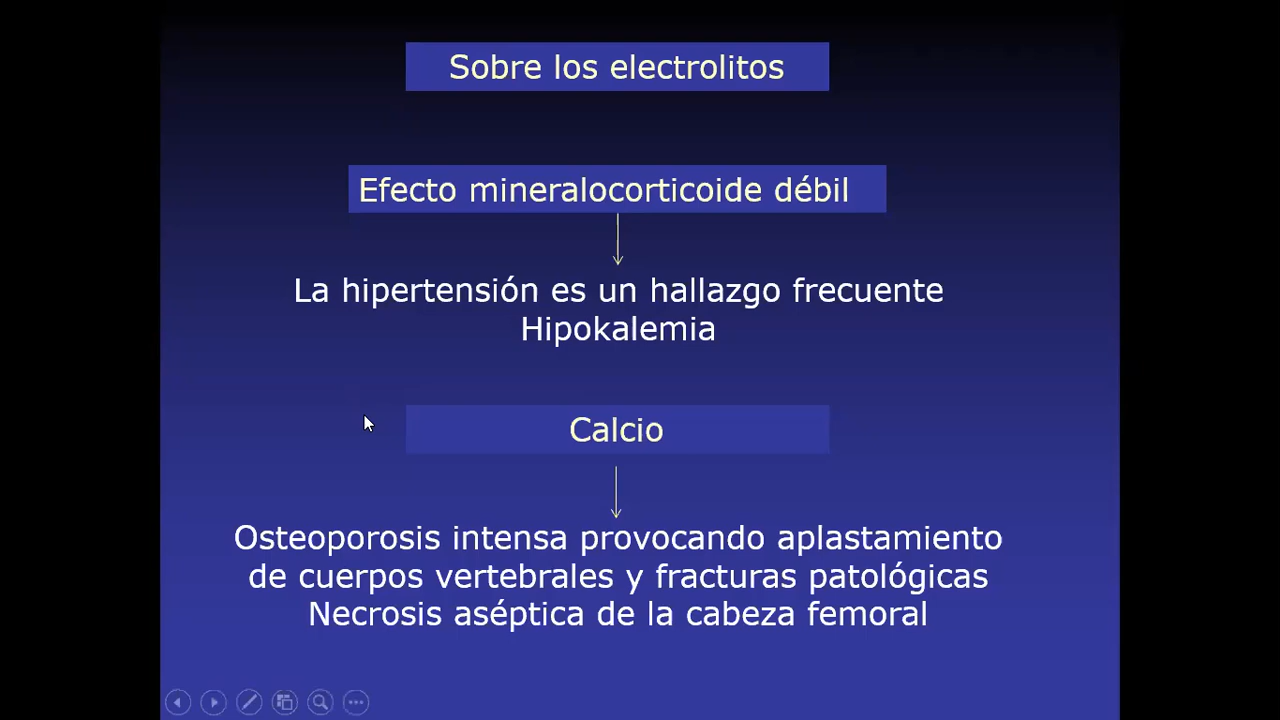 Sobre los electrolitos
Efecto mineralocorticoide débil
La hipertensión es un hallazgo frecuente
Hipokalemia
Calcio
Osteoporosis intensa provocando aplastamiento
de cuerpos vertebrales y fracturas patológicas
Necrosis aséptica de la cabeza femoral